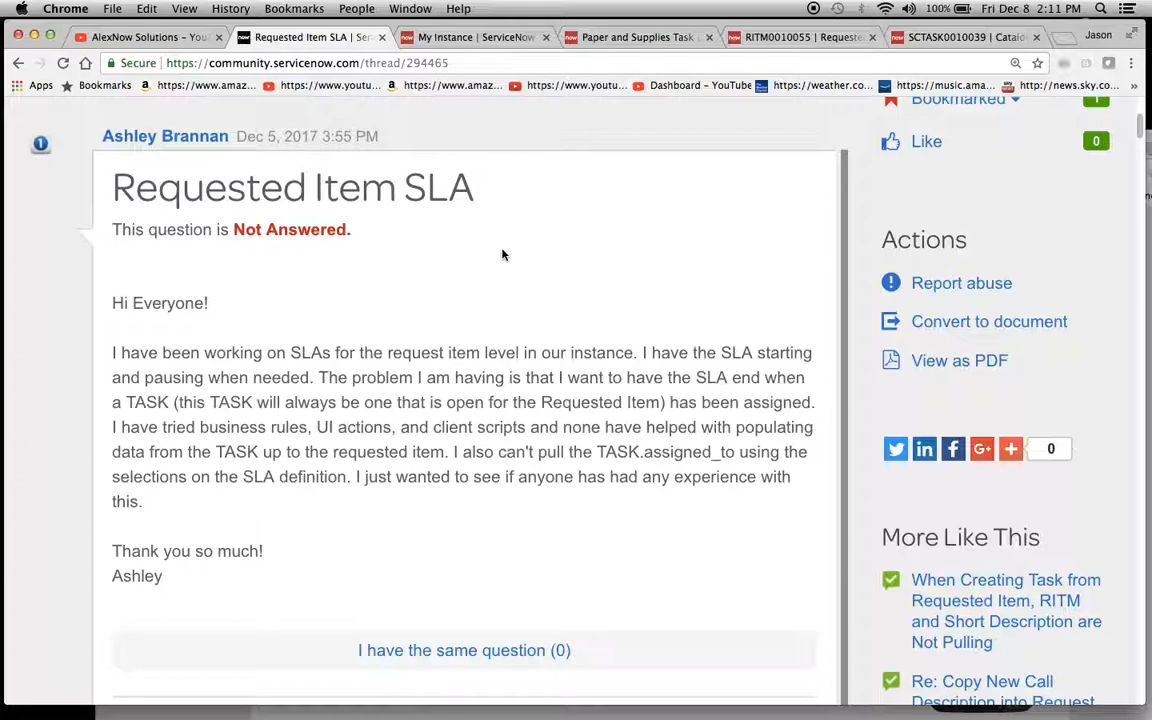 Chrome File Edit View History Bookmarks People Window Help 100% Fri Dec 8 2:11 PM
AlexNow Solutions - You Requested Item SLA | Ser My Instance | ServiceNow Paper and Supplies Task RITM0010055 | Requeste SCTASK0010039 | Catalo Jason
Secure https://community.servicenow.com/thread/294465
Apps Bookmarks https://www.amaz... https://www.youtu... https://www.amaz... https://www.youtu... Dashboard - YouTube https://weather.co... https://music.ama... http://news.sky.co... »
Bookmarked 1
Ashley Brannan Dec 5, 2017 3:55 PM
Like 0
Requested Item SLA
This question is Not Answered.
Actions
Report abuse
Hi Everyone!
Convert to document
I have been working on SLAs for the request item level in our instance. I have the SLA starting
View as PDF
and pausing when needed. The problem I am having is that I want to have the SLA end when
a TASK (this TASK will always be one that is open for the Requested Item) has been assigned.
I have tried business rules, UI actions, and client scripts and none have helped with populating
data from the TASK up to the requested item. I also can't pull the TASK.assigned_to using the
0
selections on the SLA definition. I just wanted to see if anyone has had any experience with
this.
More Like This
Thank you so much!
Ashley
When Creating Task from
Requested Item, RITM
and Short Description are
Not Pulling
I have the same question (0)
Re: Copy New Call
Description into Request